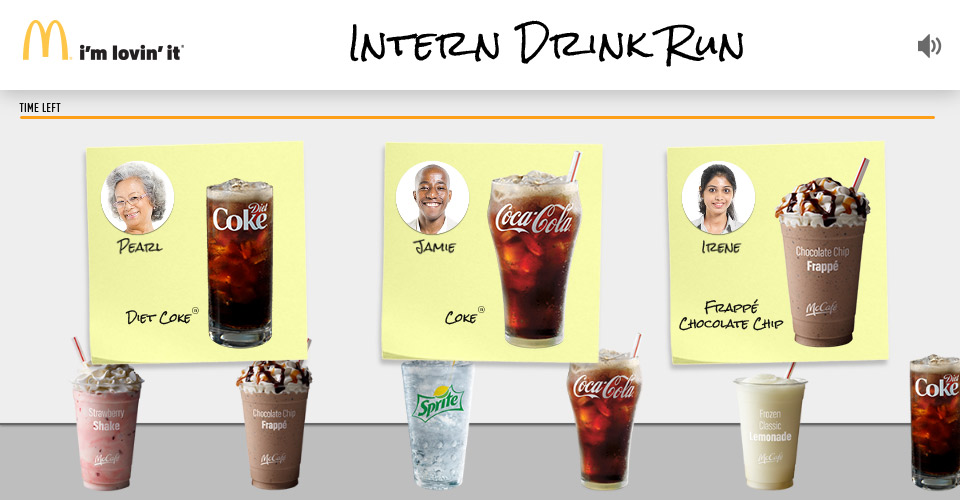 i'm lovin' it®
Intern Drink Run
TIME LEFT
Pearl
Diet
Coke
Diet Coke®
Jamie
Coca-Cola
Coke®
Irene
Chocolate Chip
Frappé
McCafé
Frappé
Chocolate Chip
Strawberry
Shake
McCafé
Chocolate Chip
Frappé
McCafé
Sprite
Coca-Cola
Frozen
Classic
Lemonade
McCafé
Diet
Coke